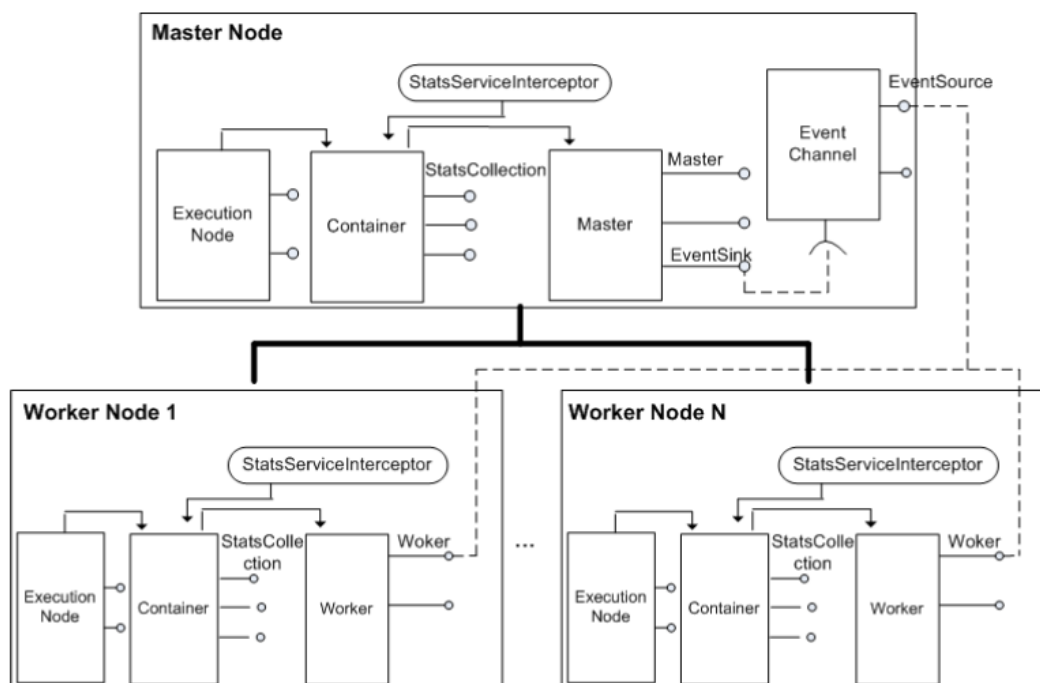 Master Node
StatsServiceInterceptor
EventSource
Event
Channel
Execution
Node
Container
StatsCollection
Master
Master
EventSink
Worker Node 1
StatsServiceInterceptor
Execution
Node
Container
StatsColle
ction
Worker
Woker
...
Worker Node N
StatsServiceInterceptor
Execution
Node
Container
StatsColle
ction
Worker
Woker